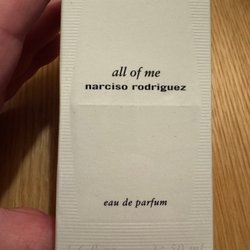 all of me
narciso rodriguez
eau de parfum